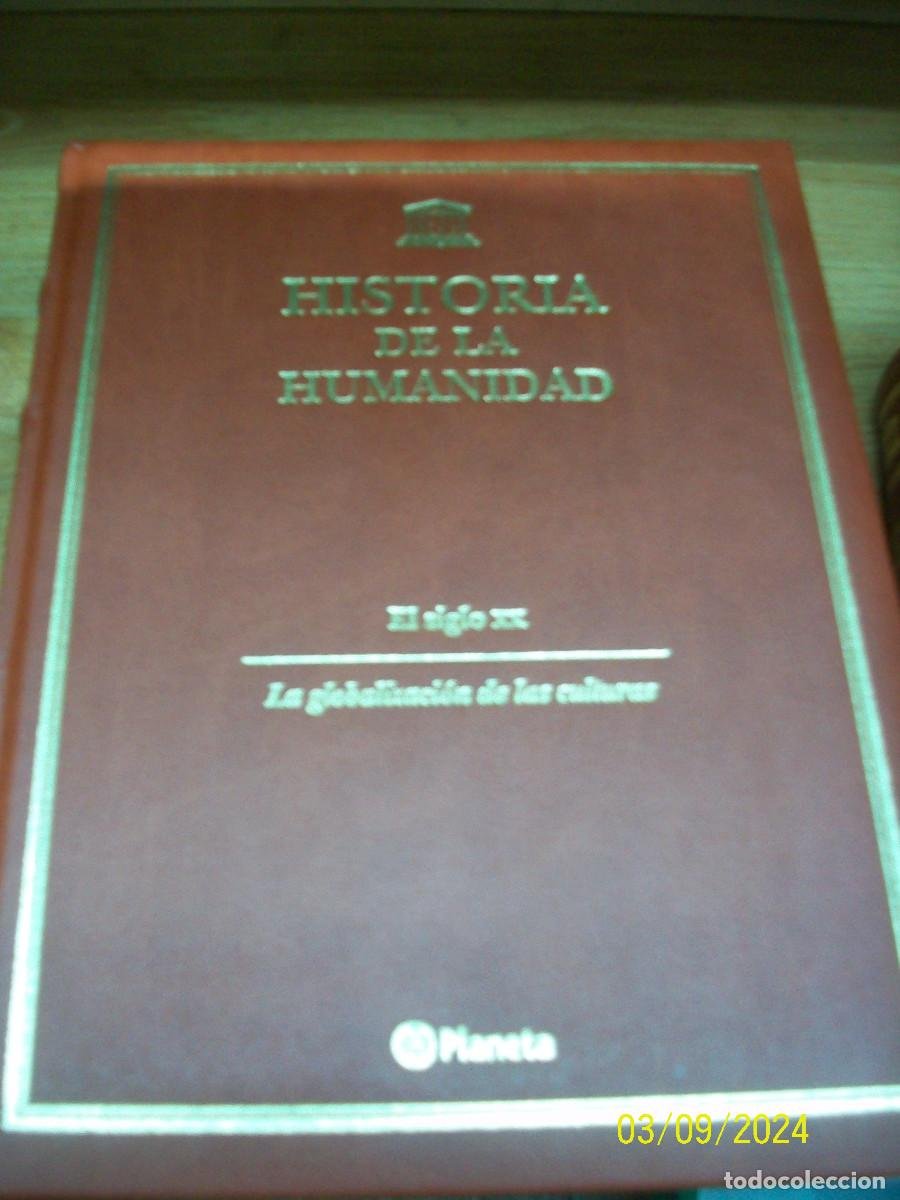 HISTORIA
DE LA
HUMANIDAD
El siglo XX
La globalización de las culturas
Planeta
03/09/2024
todocoleccion